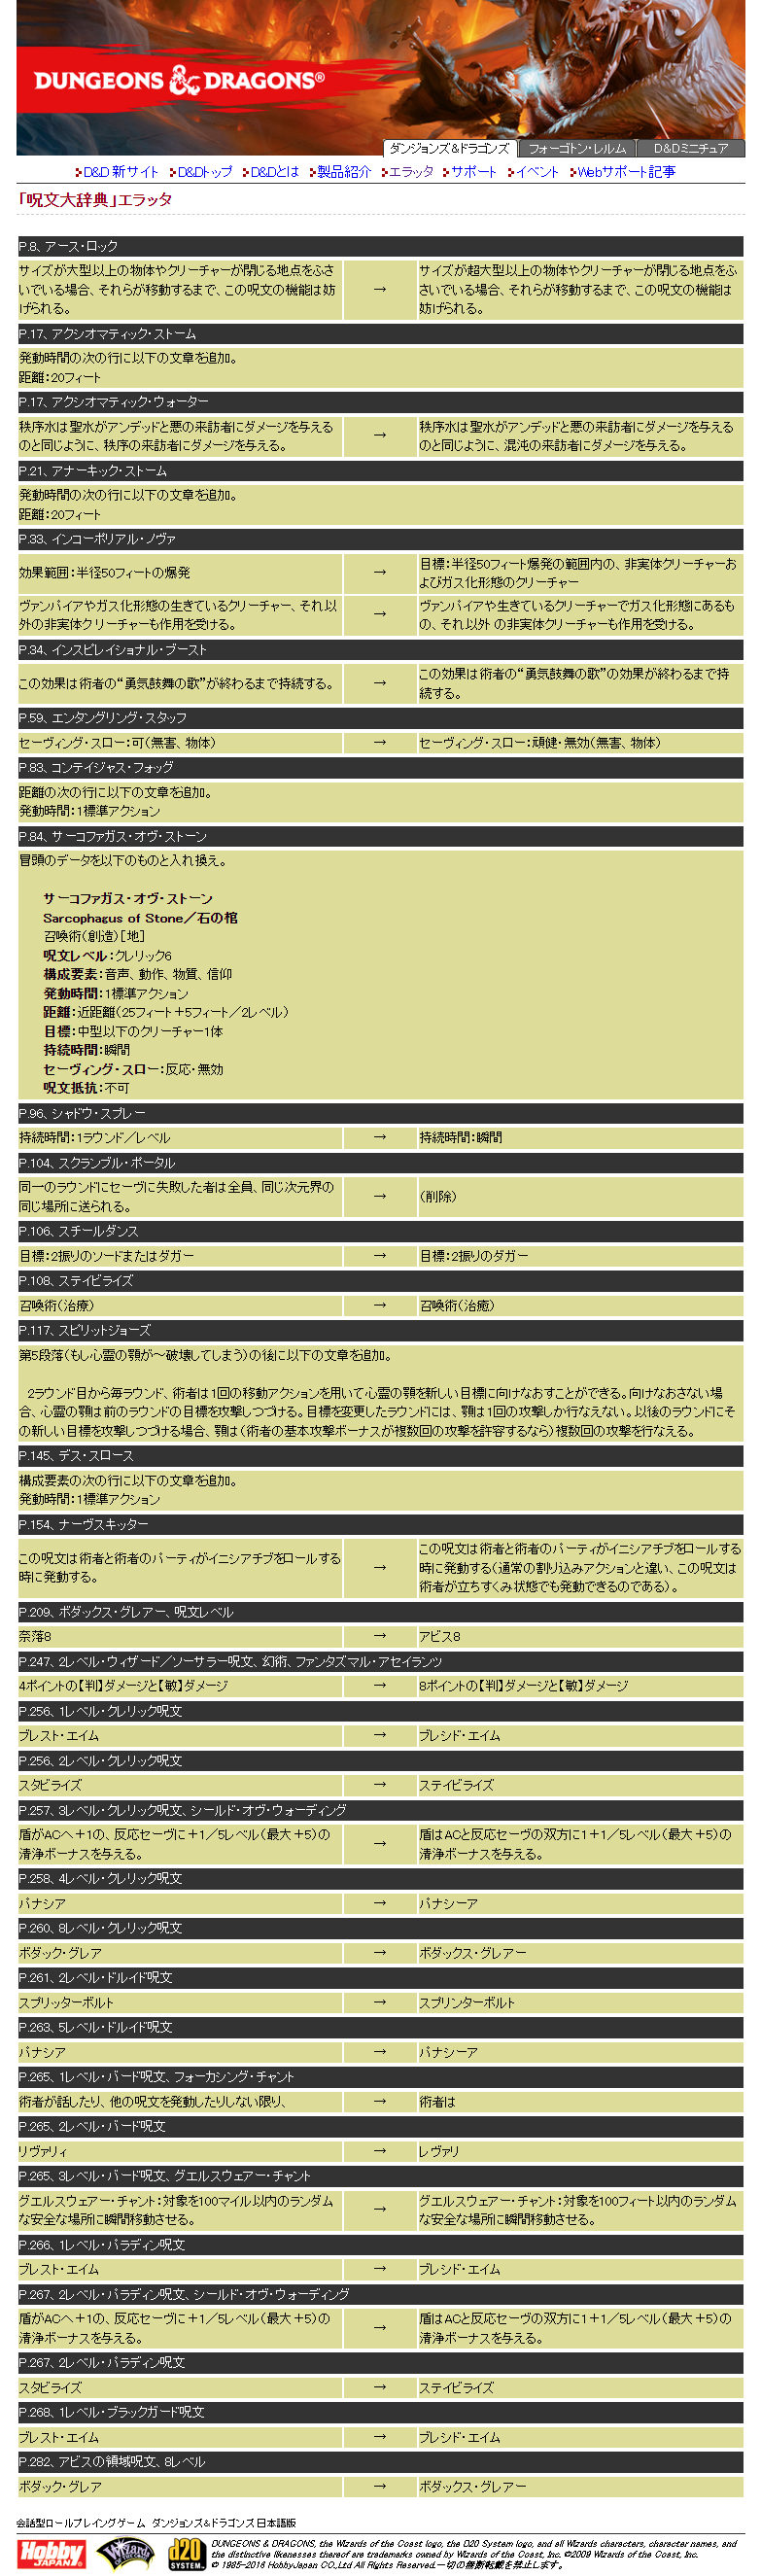 DUNGEONS & DRAGONS®
ダンジョンズ&ドラゴンズ フォーゴトン・レルム D&Dミニチュア
D&D 新サイト D&Dトップ D&Dとは 製品紹介 エラッタ サポート イベント Webサポート記事
「呪文大辞典」エラッタ
P.8、アース・ロック
サイズが大型以上の物体やクリーチャーが閉じる地点をふさ
いでいる場合、それらが移動するまで、この呪文の機能は妨
げられる。
→
サイズが超大型以上の物体やクリーチャーが閉じる地点をふ
さいでいる場合、それらが移動するまで、この呪文の機能は
妨げられる。
P.17、アクシオマティック・ストーム
発動時間の次の行に以下の文章を追加。
距離：20フィート
P.17、アクシオマティック・ウォーター
秩序水は聖水がアンデッドと悪の来訪者にダメージを与える
のと同じように、秩序の来訪者にダメージを与える。
→
秩序水は聖水がアンデッドと悪の来訪者にダメージを与える
のと同じように、混沌の来訪者にダメージを与える。
P.21、アナーキック・ストーム
発動時間の次の行に以下の文章を追加。
距離：20フィート
P.33、インコーポリアル・ノヴァ
効果範囲：半径50フィートの爆発
→
目標：半径50フィート爆発の範囲内の、非実体クリーチャーお
よびガス化形態のクリーチャー
ヴァンパイアやガス化形態の生きているクリーチャー、それ以
外の非実体クリーチャーも作用を受ける。
→
ヴァンパイアや生きているクリーチャーでガス化形態にあるも
の、それ以外 の非実体クリーチャーも作用を受ける。
P.34、インスピレイショナル・ブースト
この効果は術者の“勇気鼓舞の歌”が終わるまで持続する。
→
この効果は術者の“勇気鼓舞の歌”の効果が終わるまで持
続する。
P.59、エンタングリング・スタッフ
セーヴィング・スロー：可（無害、物体）
→
セーヴィング・スロー：頑健・無効（無害、物体）
P.83、コンテイジャス・フォッグ
距離の次の行に以下の文章を追加。
発動時間：1標準アクション
P.84、サーコファガス・オヴ・ストーン
冒頭のデータを以下のものと入れ換え。
サーコファガス・オヴ・ストーン
Sarcophagus of Stone／石の棺
召喚術（創造）［地］
呪文レベル：クレリック6
構成要素：音声、動作、物質、信仰
発動時間：1標準アクション
距離：近距離（25フィート＋5フィート／2レベル）
目標：中型以下のクリーチャー1体
持続時間：瞬間
セーヴィング・スロー：反応・無効
呪文抵抗：不可
P.96、シャドウ・スプレー
持続時間：1ラウンド／レベル
→
持続時間：瞬間
P.104、スクランブル・ポータル
同一のラウンドにセーヴに失敗した者は全員、同じ次元界の
同じ場所に送られる。
→
（削除）
P.106、スチールダンス
目標：2振りのソードまたはダガー
→
目標：2振りのダガー
P.108、ステイビライズ
召喚術（治療）
→
召喚術（治癒）
P.117、スピリットジョーズ
第5段落（もし心霊の顎が～破壊してしまう）の後に以下の文章を追加。
2ラウンド目から毎ラウンド、術者は1回の移動アクションを用いて心霊の顎を新しい目標に向けなおすことができる。向けなおさない場
合、心霊の顎は前のラウンドの目標を攻撃しつづける。目標を変更したラウンドには、顎は1回の攻撃しか行なえない。以後のラウンドにそ
の新しい目標を攻撃しつづける場合、顎は（術者の基本攻撃ボーナスが複数回の攻撃を許容するなら）複数回の攻撃を行なえる。
P.145、デス・スロース
構成要素の次の行に以下の文章を追加。
発動時間：1標準アクション
P.154、ナーヴスキッター
この呪文は術者と術者のパーティがイニシアチブをロールする
時に発動する。
→
この呪文は術者と術者のパーティがイニシアチブをロールする
時に発動する（通常の割り込みアクションと違い、この呪文は
術者が立ちすくみ状態でも発動できるのである）。
P.209、ボダックス・グレアー、呪文レベル
奈落8
→
アビス8
P.247、2レベル・ウィザード／ソーサラー呪文、幻術、ファンタズマル・アセイランツ
4ポイントの【判】ダメージと【敏】ダメージ
→
8ポイントの【判】ダメージと【敏】ダメージ
P.256、1レベル・クレリック呪文
ブレスト・エイム
→
ブレシド・エイム
P.256、2レベル・クレリック呪文
スタビライズ
→
ステイビライズ
P.257、3レベル・クレリック呪文、シールド・オヴ・ウォーディング
盾がACへ＋1の、反応セーヴに＋1／5レベル（最大＋5）の
清浄ボーナスを与える。
→
盾はACと反応セーヴの双方に1＋1／5レベル（最大＋5）の
清浄ボーナスを与える。
P.258、4レベル・クレリック呪文
パナシア
→
パナシーア
P.260、8レベル・クレリック呪文
ボダック・グレア
→
ボダックス・グレアー
P.261、2レベル・ドルイド呪文
スプリッターボルト
→
スプリンターボルト
P.263、5レベル・ドルイド呪文
パナシア
→
パナシーア
P.265、1レベル・バード呪文、フォーカシング・チャント
術者が話したり、他の呪文を発動したりしない限り、
→
術者は
P.265、2レベル・バード呪文
リヴァリィ
→
レヴァリ
P.265、3レベル・バード呪文、グエルスウェアー・チャント
グエルスウェアー・チャント：対象を100マイル以内のランダム
な安全な場所に瞬間移動させる。
→
グエルスウェアー・チャント：対象を100フィート以内のランダム
な安全な場所に瞬間移動させる。
P.266、1レベル・パラディン呪文
ブレスト・エイム
→
ブレシド・エイム
P.267、2レベル・パラディン呪文、シールド・オヴ・ウォーディング
盾がACへ＋1の、反応セーヴに＋1／5レベル（最大＋5）の
清浄ボーナスを与える。
→
盾はACと反応セーヴの双方に1＋1／5レベル（最大＋5）の
清浄ボーナスを与える。
P.267、2レベル・パラディン呪文
スタビライズ
→
ステイビライズ
P.268、1レベル・ブラックガード呪文
ブレスト・エイム
→
ブレシド・エイム
P.282、アビスの領域呪文、8レベル
ボダック・グレア
→
ボダックス・グレアー
会話型ロールプレイングゲーム ダンジョンズ&ドラゴンズ日本語版
Hobby JAPAN
Wizards OF THE COAST
d20 SYSTEM
DUNGEONS & DRAGONS, the Wizards of the Coast logo, the D20 System logo, and all Wizards characters, character names, and
the distinctive likenesses thereof are trademarks owned by Wizards of the Coast, Inc. ©2009 Wizards of the Coast, Inc.
© 1985-2016 HobbyJapan CO.,Ltd All Rights Reserved.一切の無断転載を禁止します。